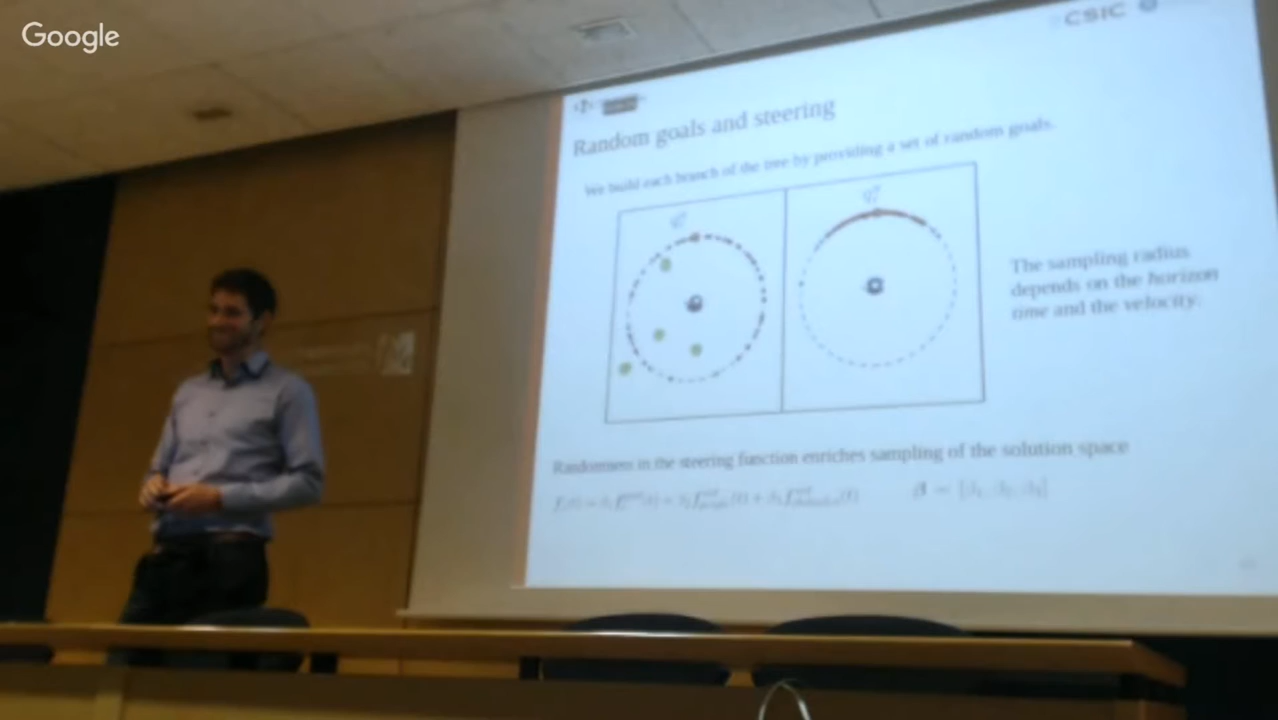 Google
CSIC
Random goals and steering
We build each branch of the tree by providing a set of random goals.
The sampling radius
depends on the horizon
time and the velocity.
Randomness in the steering function enriches sampling of the solution space